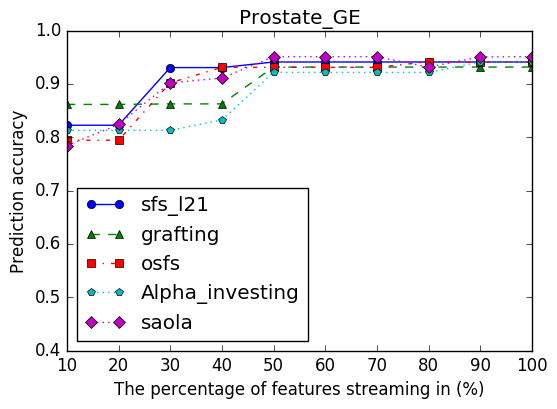 Prostate_GE
1.0
0.9
0.8
0.7
0.6
0.5
0.4
Prediction accuracy
sfs_l21
grafting
osfs
Alpha_investing
saola
10 20 30 40 50 60 70 80 90 100
The percentage of features streaming in (%)